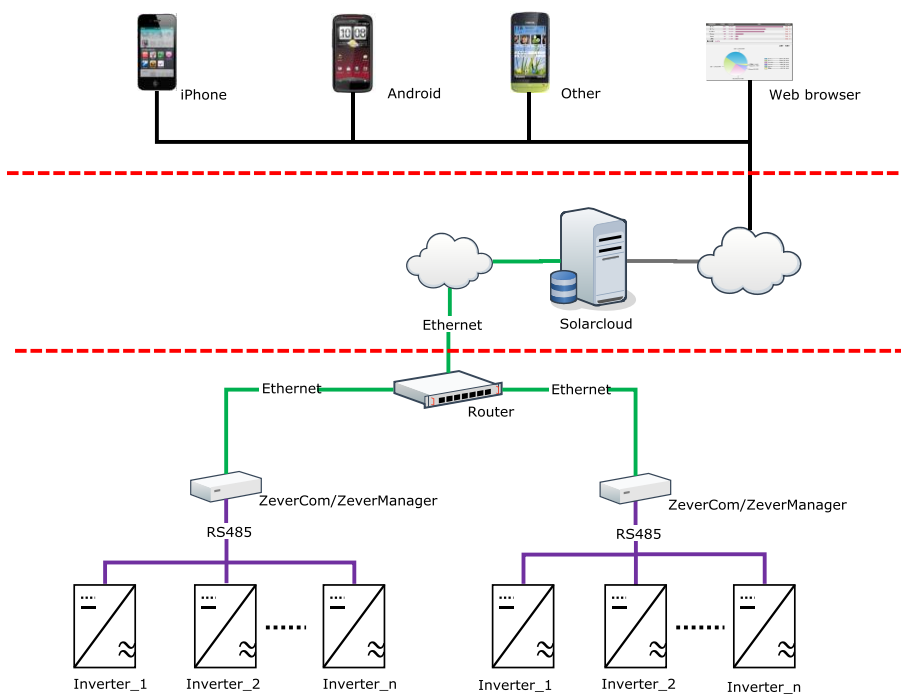 iPhone
Android
Other
Web browser
Ethernet
Solarcloud
Ethernet
Ethernet
Router
ZeverCom/ZeverManager
ZeverCom/ZeverManager
RS485
RS485
Inverter_1
Inverter_2
Inverter_n
Inverter_1
Inverter_2
Inverter_n